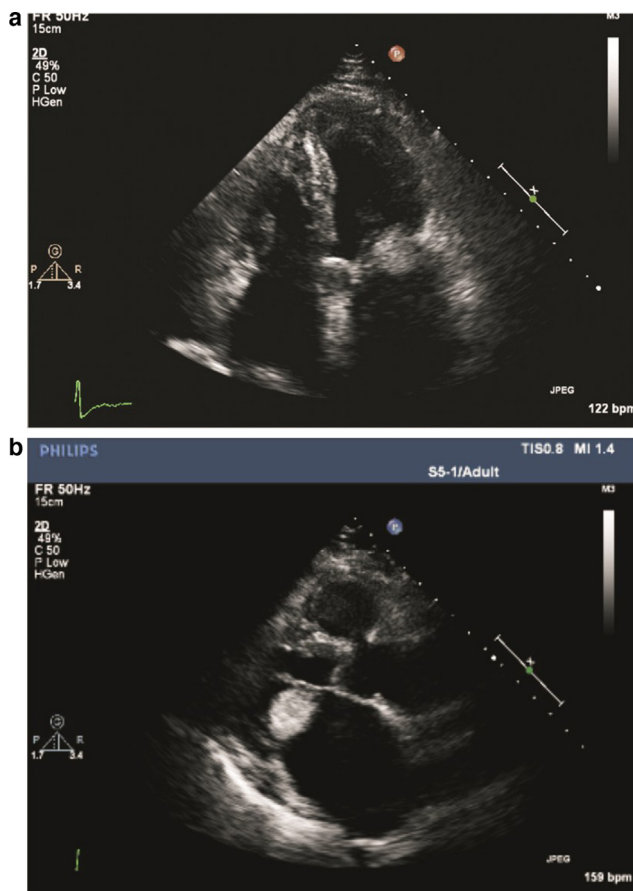 a
FR 50Hz
15cm
2D
49%
C 50
P Low
HGen
M3
P
X
G
P R
1.7 3.4
JPEG
122 bpm
b
PHILIPS
TIS0.8 MI 1.4
S5-1/Adult
FR 50Hz
15cm
2D
49%
C 50
P Low
HGen
M3
P
X
G
P R
1.7 3.4
JPEG
159 bpm